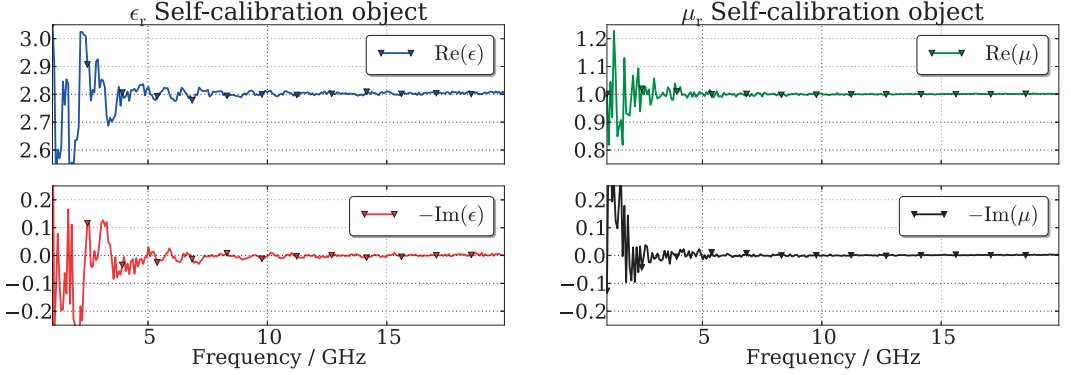 ϵr Self-calibration object
3.0
2.9
2.8
2.7
2.6
Re(ϵ)
0.2
0.1
0.0
−0.1
−0.2
−Im(ϵ)
5 10 15
Frequency / GHz
μr Self-calibration object
1.2
1.1
1.0
0.9
0.8
Re(μ)
0.2
0.1
0.0
−0.1
−0.2
−Im(μ)
5 10 15
Frequency / GHz